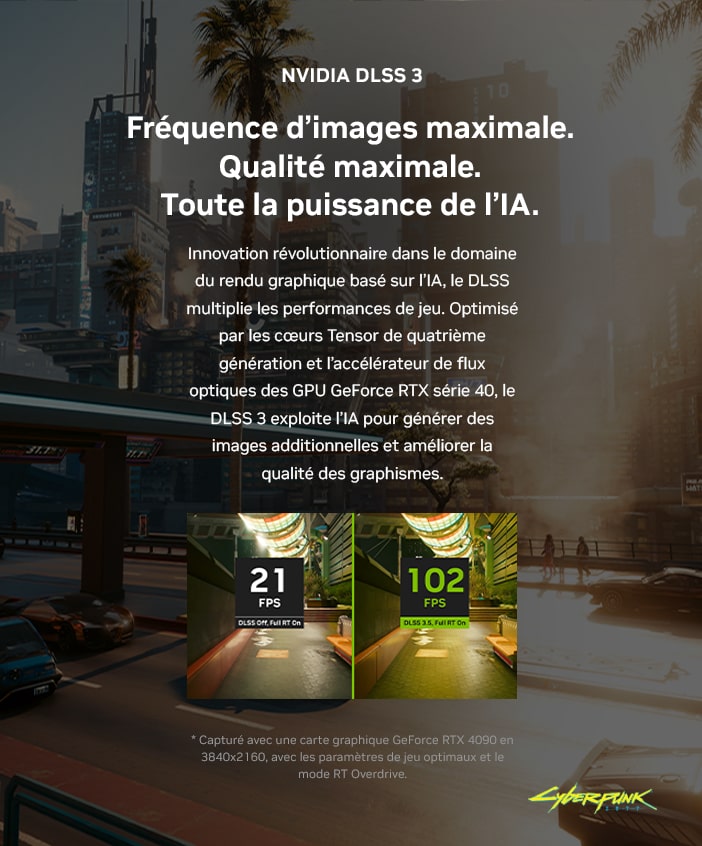 NVIDIA DLSS 3
Fréquence d’images maximale.
Qualité maximale.
Toute la puissance de l’IA.
Innovation révolutionnaire dans le domaine
du rendu graphique basé sur l’IA, le DLSS
multiplie les performances de jeu. Optimisé
par les cœurs Tensor de quatrième
génération et l’accélérateur de flux
optiques des GPU GeForce RTX série 40, le
DLSS 3 exploite l’IA pour générer des
images additionnelles et améliorer la
qualité des graphismes.
21
FPS
DLSS Off, Full RT On
102
FPS
DLSS 3.5, Full RT On
* Capturé avec une carte graphique GeForce RTX 4090 en
3840x2160, avec les paramètres de jeu optimaux et le
mode RT Overdrive.
Cyberpunk
2077